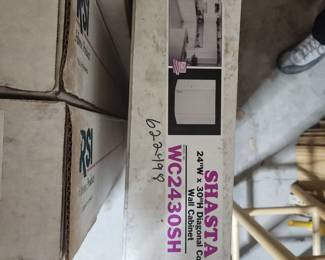 RSI
RSI
SHASTA
24"W x 30"H Diagonal Co
Wall Cabinet
WC2430SH
622498